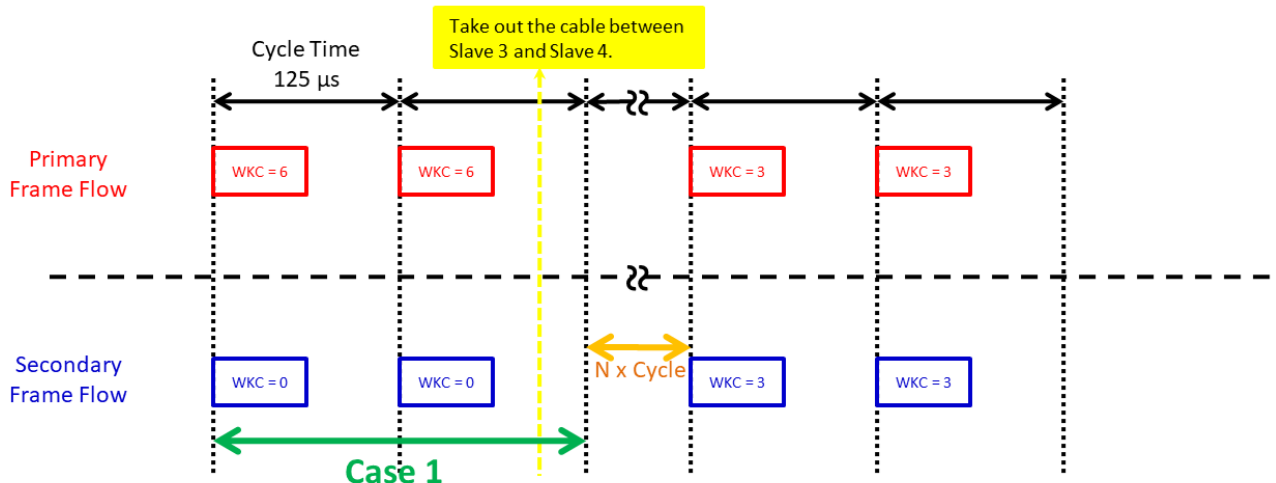 Take out the cable between
Slave 3 and Slave 4.
Cycle Time
125 μs
Primary
Frame Flow
WKC = 6
WKC = 6
WKC = 3
WKC = 3
Secondary
Frame Flow
WKC = 0
WKC = 0
N x Cycle
WKC = 3
WKC = 3
Case 1